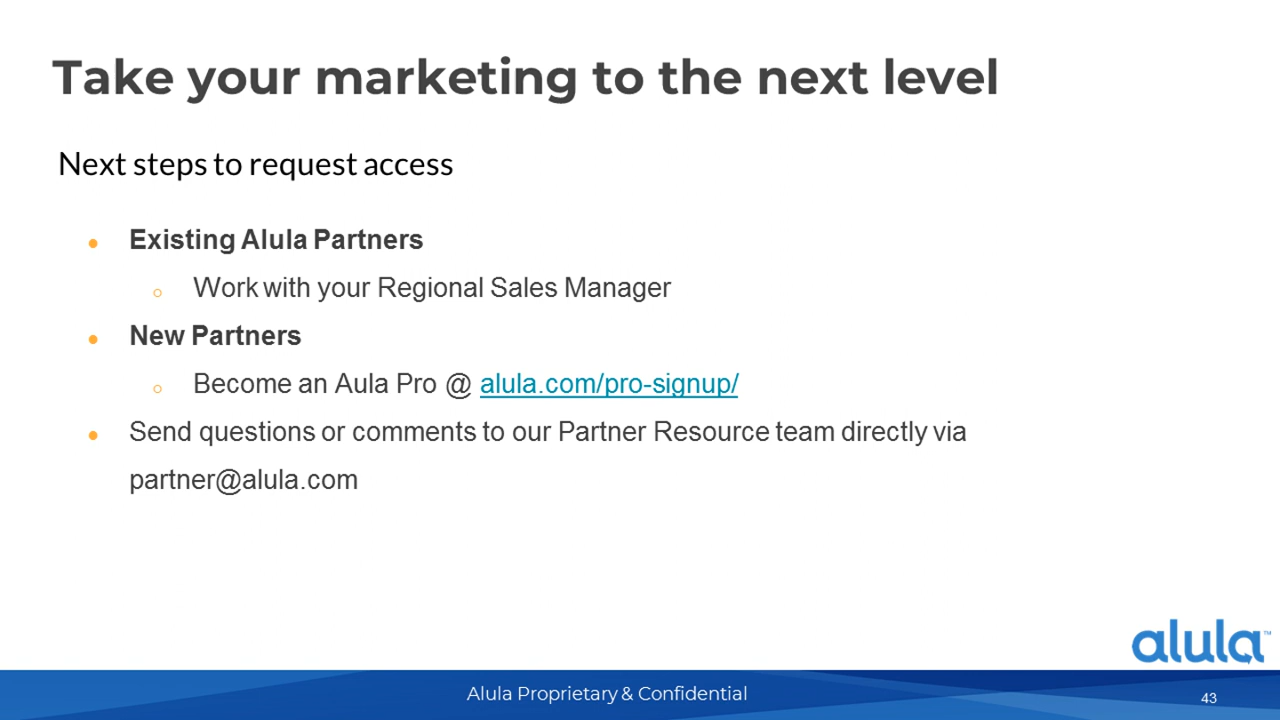 Take your marketing to the next level
Next steps to request access
● Existing Alula Partners
○ Work with your Regional Sales Manager
● New Partners
○ Become an Aula Pro @ alula.com/pro-signup/
● Send questions or comments to our Partner Resource team directly via
partner@alula.com
alula™
Alula Proprietary & Confidential
43